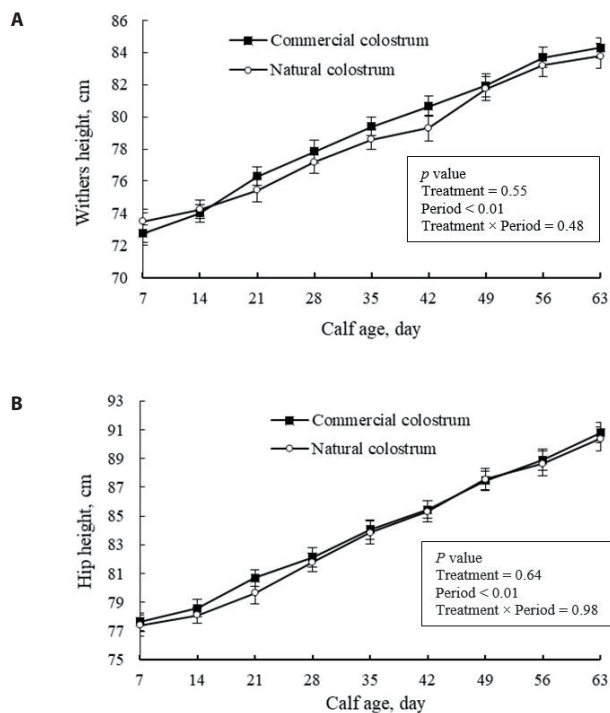 A
Withers height, cm
86
84
82
80
78
76
74
72
70
Commercial colostrum
Natural colostrum
p value
Treatment = 0.55
Period < 0.01
Treatment × Period = 0.48
7 14 21 28 35 42 49 56 63
Calf age, day
B
Hip height, cm
93
91
89
87
85
83
81
79
77
75
Commercial colostrum
Natural colostrum
P value
Treatment = 0.64
Period < 0.01
Treatment × Period = 0.98
7 14 21 28 35 42 49 56 63
Calf age, day